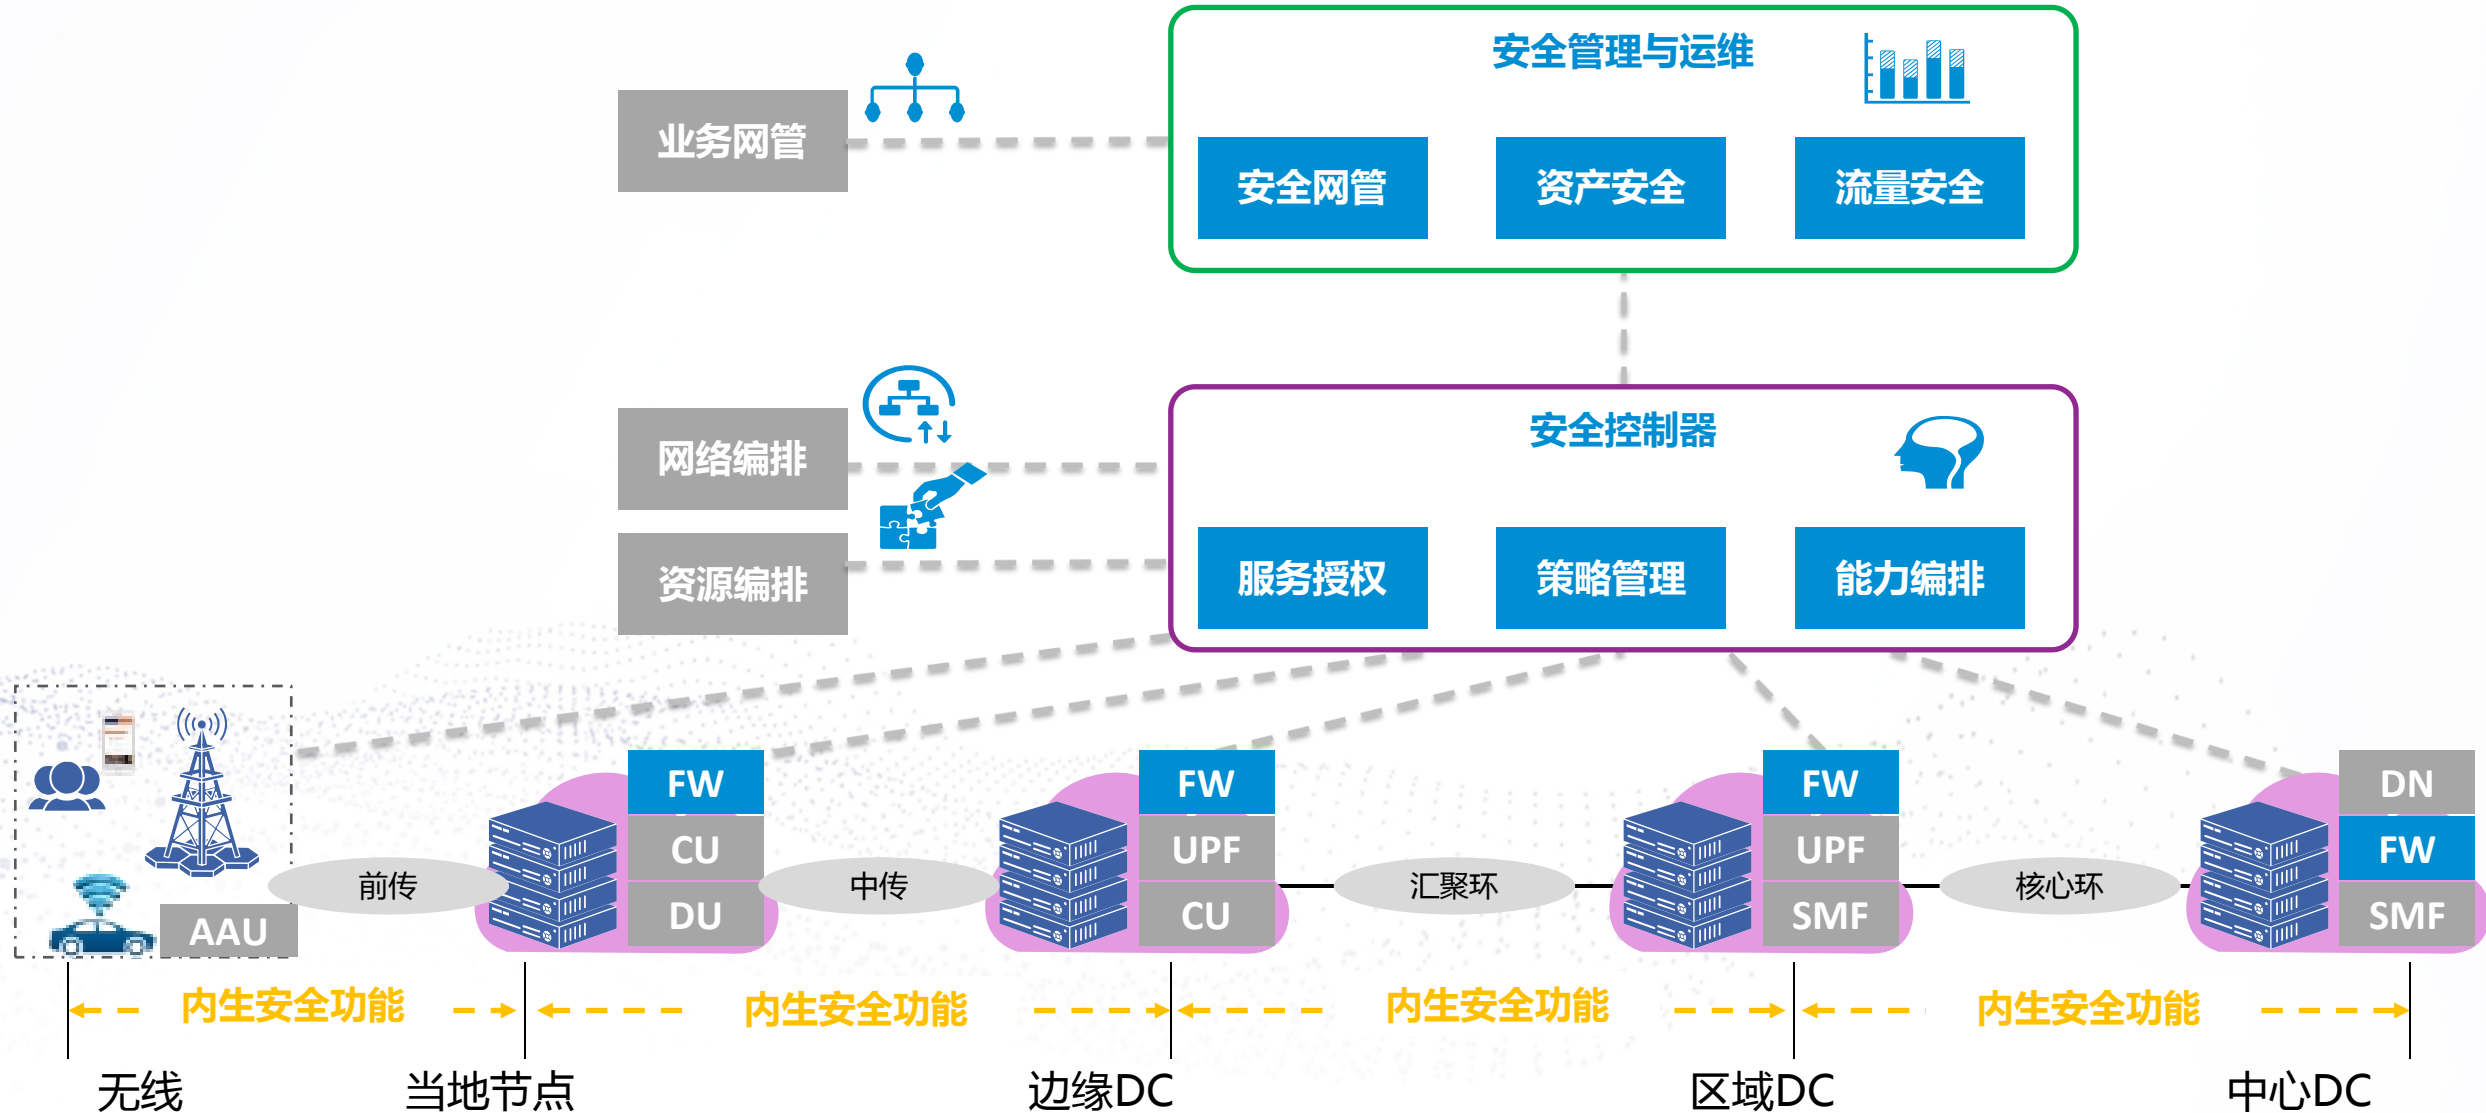 安全管理与运维
业务网管
安全网管
资产安全
流量安全
安全控制器
网络编排
资源编排
服务授权
策略管理
能力编排
FW
CU
DU
FW
UPF
CU
FW
UPF
SMF
DN
FW
SMF
AAU
前传
中传
汇聚环
核心环
内生安全功能
内生安全功能
内生安全功能
内生安全功能
无线
当地节点
边缘DC
区域DC
中心DC